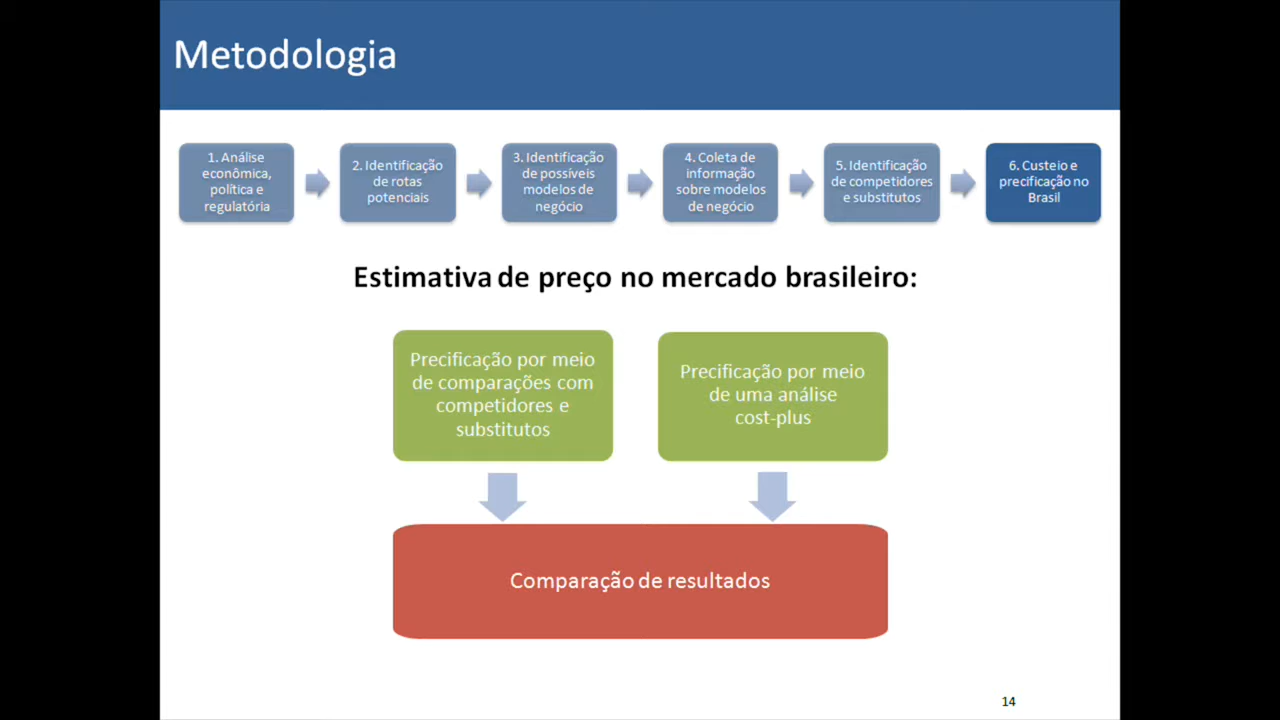 Metodologia
1. Análise
econômica,
política e
regulatória
2. Identificação
de rotas
potenciais
3. Identificação
de possíveis
modelos de
negócio
4. Coleta de
informação
sobre modelos
de negócio
5. Identificação
de competidores
e substitutos
6. Custeio e
precificação no
Brasil
Estimativa de preço no mercado brasileiro:
Precificação por meio
de comparações com
competidores e
substitutos
Precificação por meio
de uma análise
cost-plus
Comparação de resultados
14